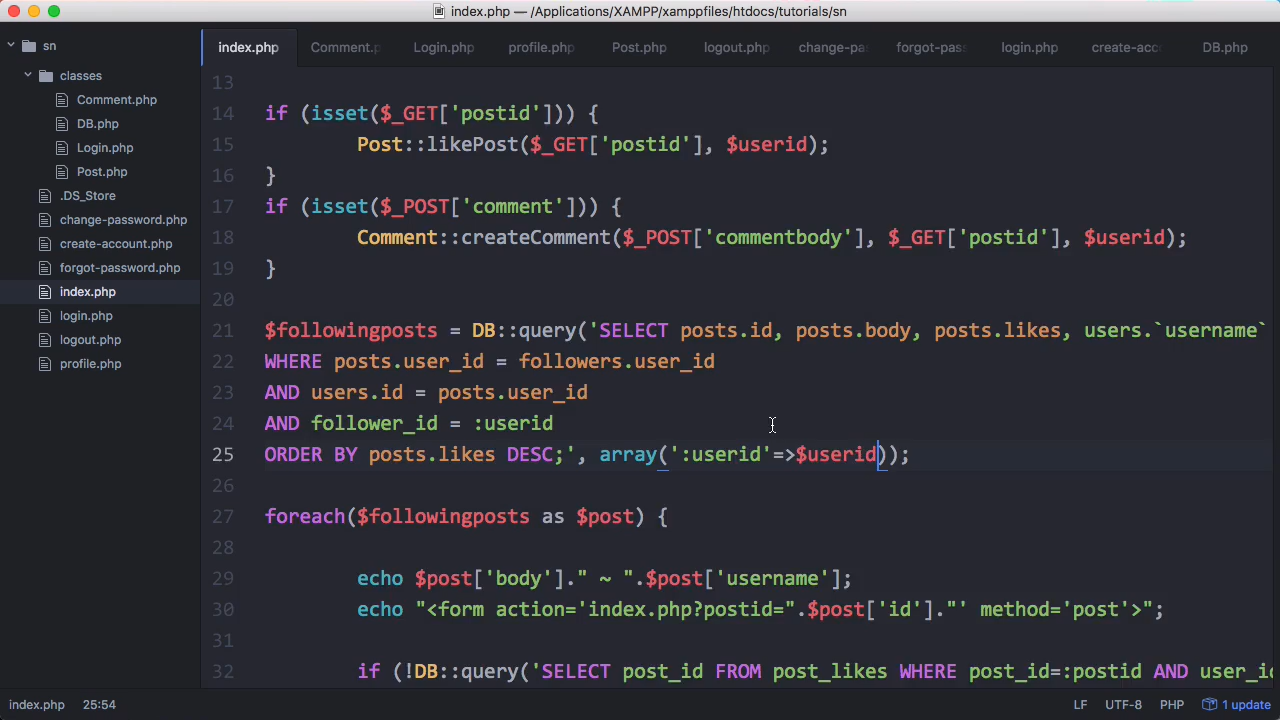 index.php — /Applications/XAMPP/xamppfiles/htdocs/tutorials/sn
sn
classes
Comment.php
DB.php
Login.php
Post.php
.DS_Store
change-password.php
create-account.php
forgot-password.php
index.php
login.php
logout.php
profile.php
index.php Comment.p Login.php profile.php Post.php logout.php change-pa forgot-pas login.php create-acc DB.php
13
14 if (isset($_GET['postid'])) {
15 Post::likePost($_GET['postid'], $userid);
16 }
17 if (isset($_POST['comment'])) {
18 Comment::createComment($_POST['commentbody'], $_GET['postid'], $userid);
19 }
20
21 $followingposts = DB::query('SELECT posts.id, posts.body, posts.likes, users.`username`
22 WHERE posts.user_id = followers.user_id
23 AND users.id = posts.user_id
24 AND follower_id = :userid
25 ORDER BY posts.likes DESC;', array(':userid'=>$userid));
26
27 foreach($followingposts as $post) {
28
29 echo $post['body']." ~ ".$post['username'];
30 echo "<form action='index.php?postid=".$post['id']."' method='post'>";
31
32 if (!DB::query('SELECT post_id FROM post_likes WHERE post_id=:postid AND user_id
index.php 25:54 LF UTF-8 PHP 1 update